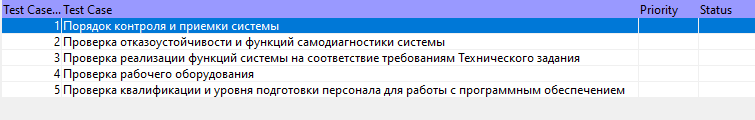 Test Case... Test Case Priority Status
1 Порядок контроля и приемки системы
2 Проверка отказоустойчивости и функций самодиагностики системы
3 Проверка реализации функций системы на соответствие требованиям Технического задания
4 Проверка рабочего оборудования
5 Проверка квалификации и уровня подготовки персонала для работы с программным обеспечением